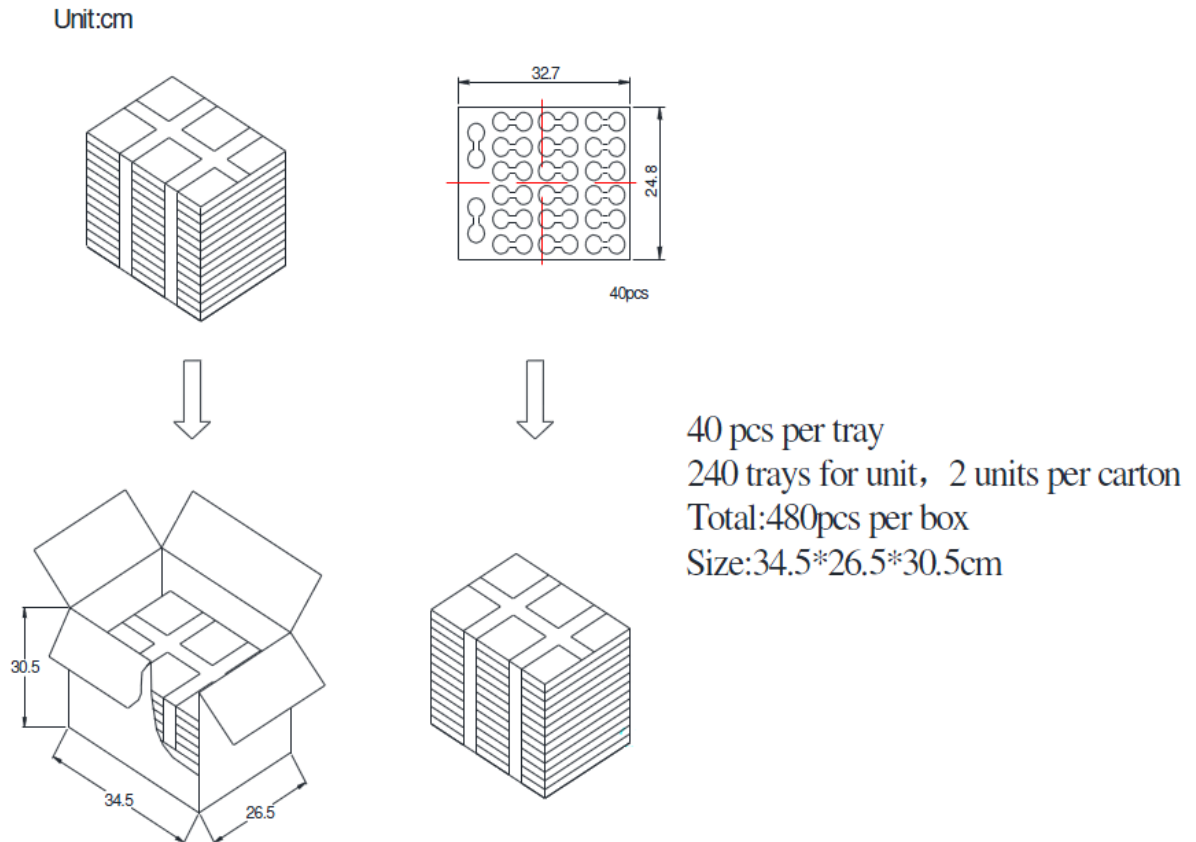 Unit:cm
32.7
24.8
40pcs
40 pcs per tray
240 trays for unit, 2 units per carton
Total:480pcs per box
Size:34.5*26.5*30.5cm
30.5
34.5
26.5